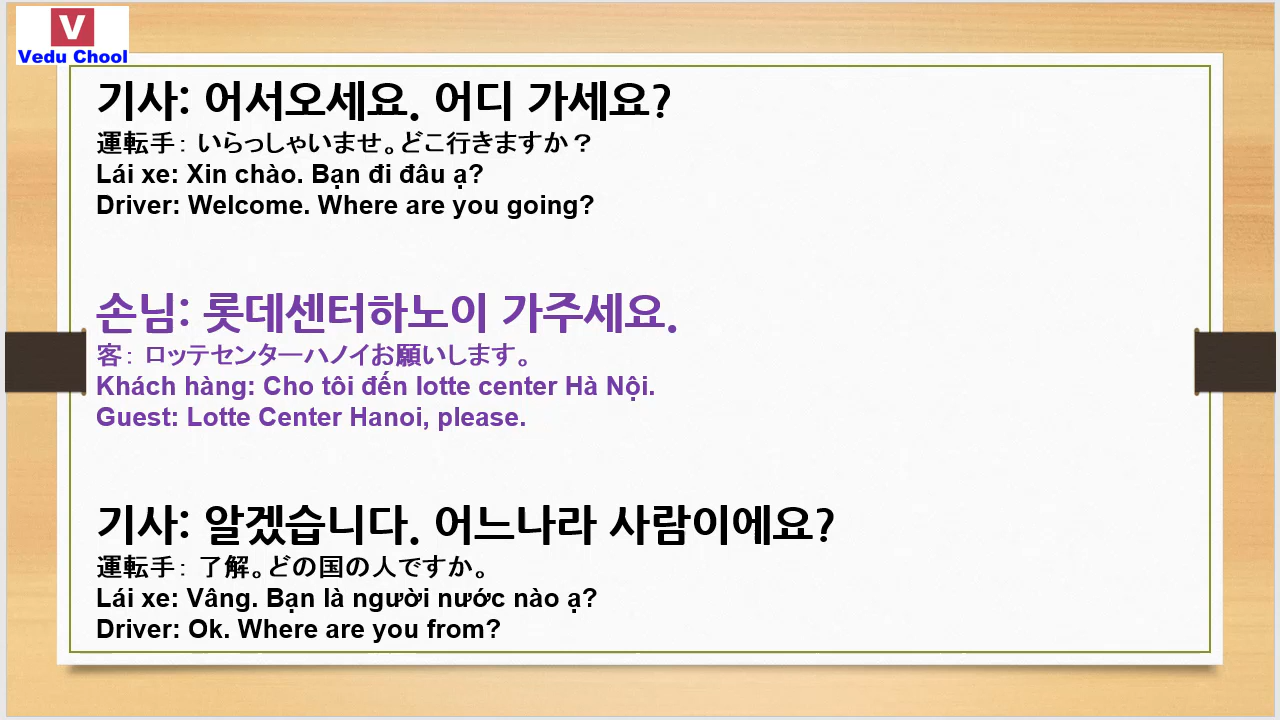 V
Vedu Chool
기사: 어서오세요. 어디 가세요?
運転手： いらっしゃいませ。どこ行きますか？
Lái xe: Xin chào. Bạn đi đâu ạ?
Driver: Welcome. Where are you going?
손님: 롯데센터하노이 가주세요.
客： ロッテセンターハノイお願いします。
Khách hàng: Cho tôi đến lotte center Hà Nội.
Guest: Lotte Center Hanoi, please.
기사: 알겠습니다. 어느나라 사람이에요?
運転手： 了解。どの国の人ですか。
Lái xe: Vâng. Bạn là người nước nào ạ?
Driver: Ok. Where are you from?